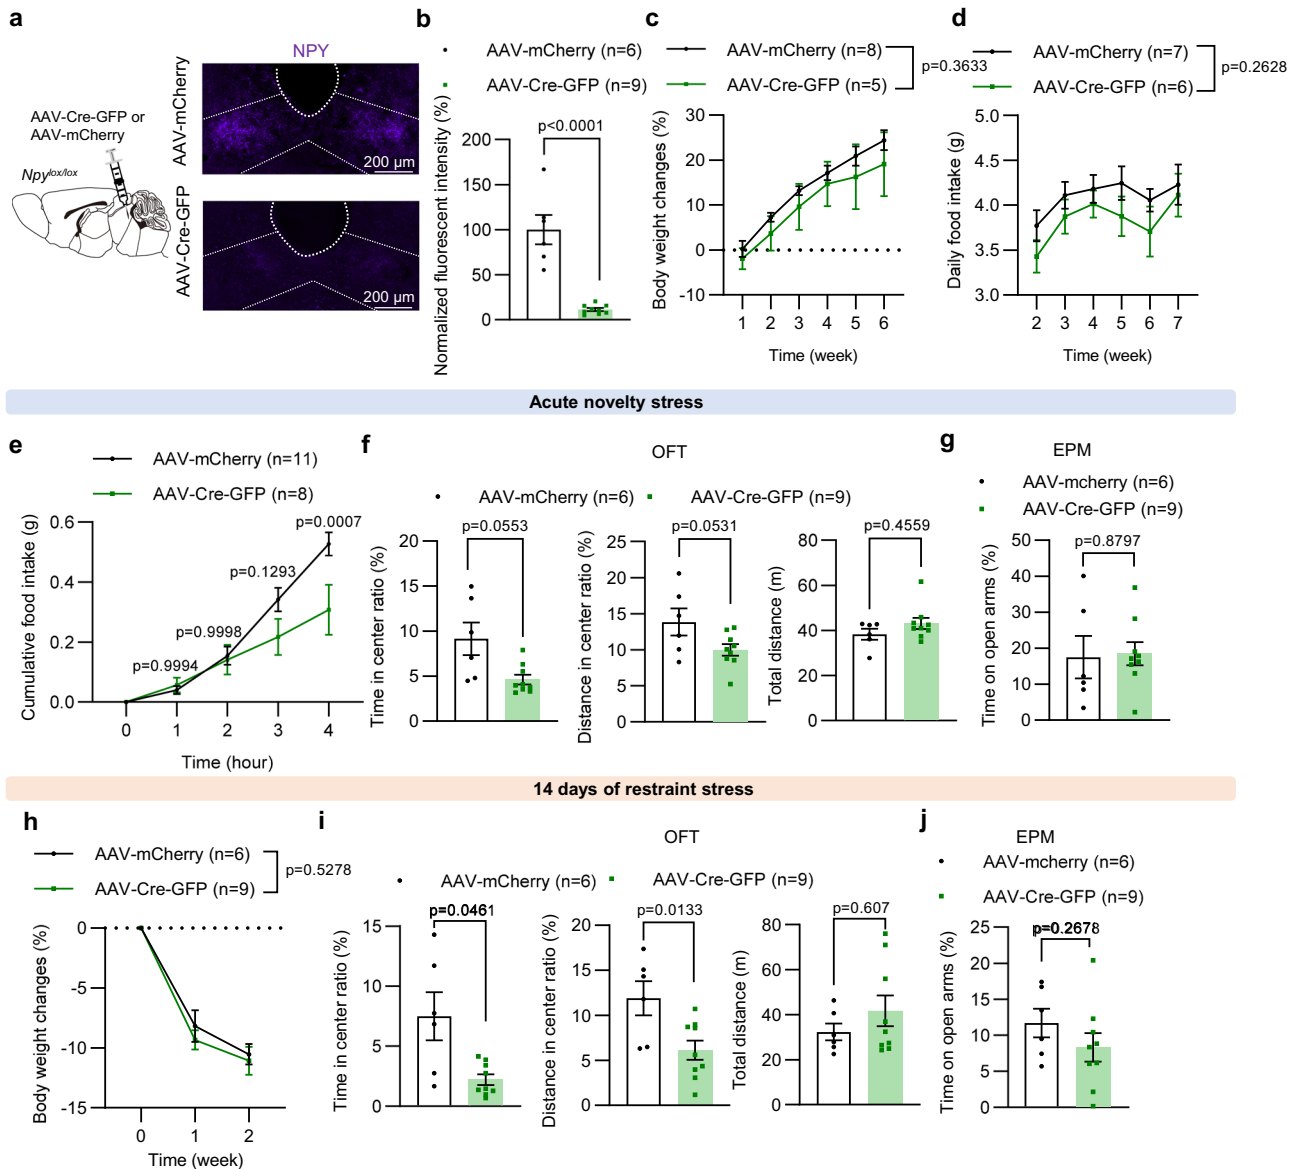 a
NPY
AAV-mCherry
AAV-Cre-GFP
AAV-Cre-GFP or
AAV-mCherry
Npylox/lox
200 µm
200 µm
b
AAV-mCherry (n=6)
AAV-Cre-GFP (n=9)
p<0.0001
Normalized fluorescent intensity (%)
200
150
100
50
0
c
AAV-mCherry (n=8)
AAV-Cre-GFP (n=5)
p=0.3633
Body weight changes (%)
30
20
10
0
-10
1 2 3 4 5 6
Time (week)
d
AAV-mCherry (n=7)
AAV-Cre-GFP (n=6)
p=0.2628
Daily food intake (g)
5.0
4.5
4.0
3.5
3.0
2 3 4 5 6 7
Time (week)
Acute novelty stress
e
AAV-mCherry (n=11)
AAV-Cre-GFP (n=8)
Cumulative food intake (g)
0.6
0.4
0.2
0.0
p=0.0007
p=0.1293
p=0.9998
p=0.9994
0 1 2 3 4
Time (hour)
f
OFT
AAV-mCherry (n=6)
AAV-Cre-GFP (n=9)
p=0.0553
Time in center ratio (%)
20
15
10
5
0
p=0.0531
Distance in center ratio (%)
25
20
15
10
5
0
p=0.4559
Total distance (m)
80
60
40
20
0
g
EPM
AAV-mcherry (n=6)
AAV-Cre-GFP (n=9)
p=0.8797
Time on open arms (%)
50
40
30
20
10
0
14 days of restraint stress
h
AAV-mCherry (n=6)
AAV-Cre-GFP (n=9)
p=0.5278
Body weight changes (%)
0
-5
-10
-15
0 1 2
Time (week)
i
OFT
AAV-mCherry (n=6)
AAV-Cre-GFP (n=9)
p=0.0461
Time in center ratio (%)
15
10
5
0
p=0.0133
Distance in center ratio (%)
20
15
10
5
0
p=0.607
Total distance (m)
80
60
40
20
0
j
EPM
AAV-mcherry (n=6)
AAV-Cre-GFP (n=9)
p=0.2678
Time on open arms (%)
25
20
15
10
5
0